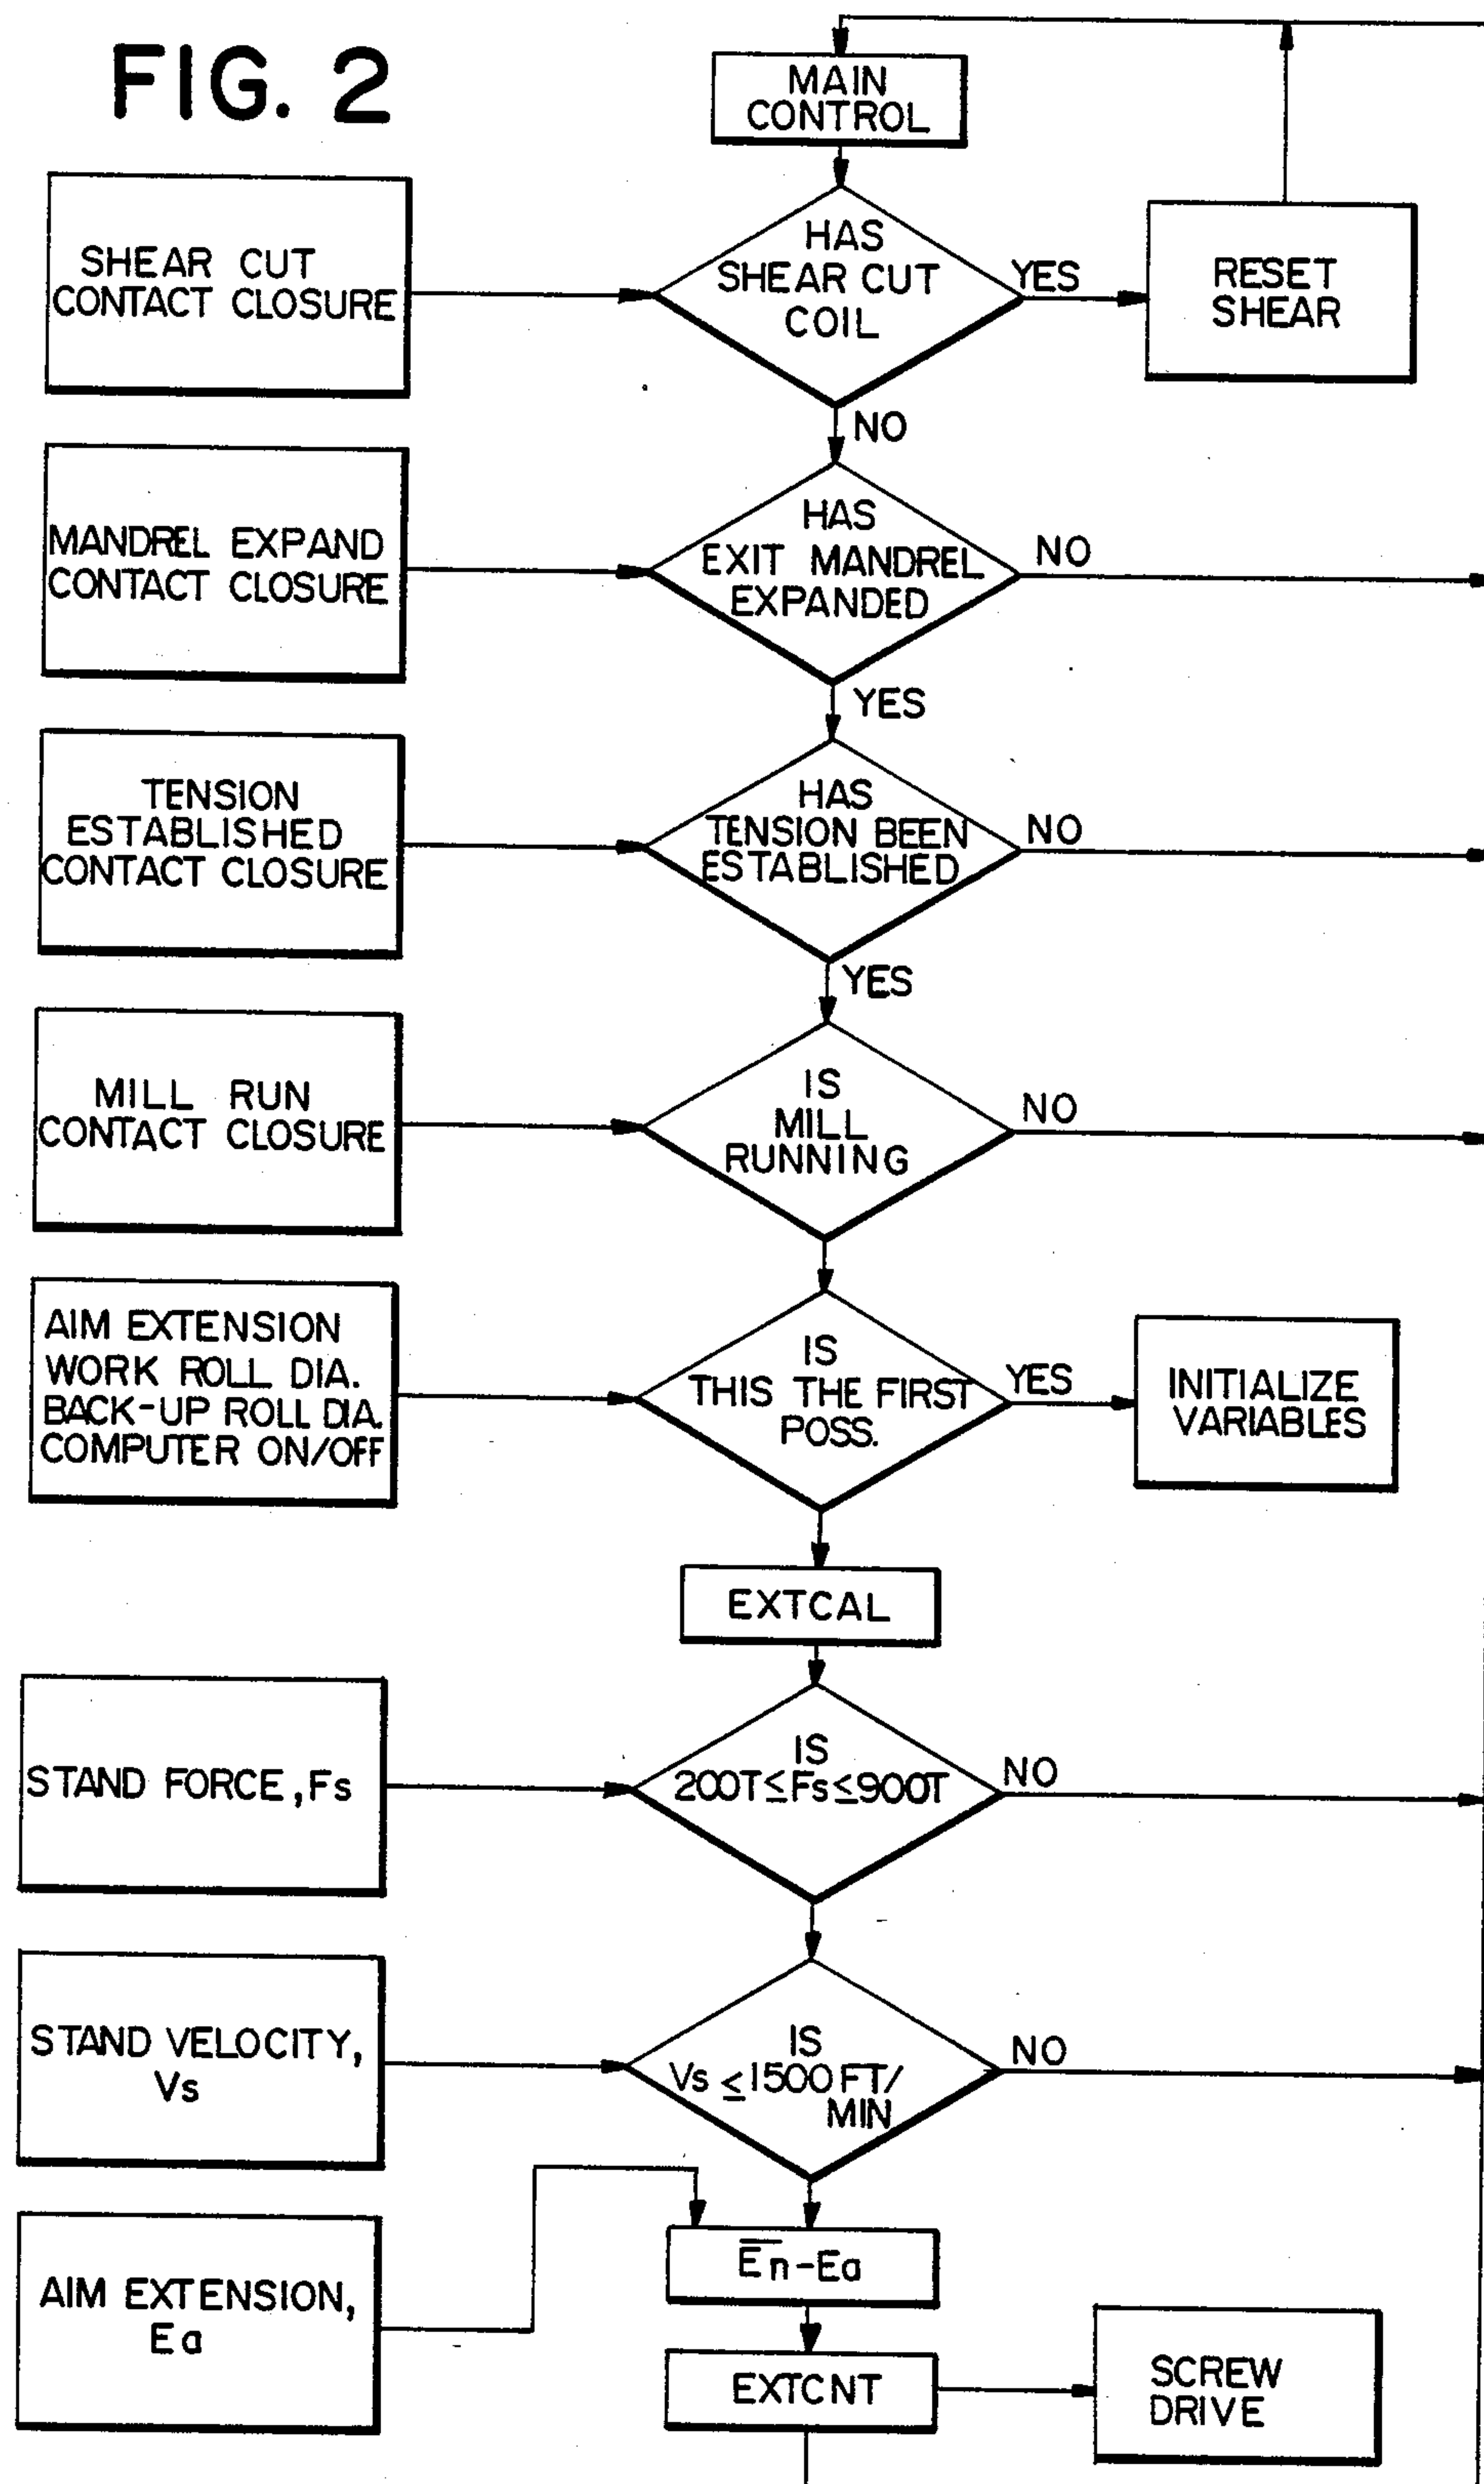 FIG. 2
MAIN
CONTROL
SHEAR CUT
CONTACT CLOSURE
HAS
SHEAR CUT
COIL
YES
RESET
SHEAR
NO
MANDREL EXPAND
CONTACT CLOSURE
HAS
EXIT MANDREL
EXPANDED
NO
YES
TENSION
ESTABLISHED
CONTACT CLOSURE
HAS
TENSION BEEN
ESTABLISHED
NO
YES
MILL RUN
CONTACT CLOSURE
IS
MILL
RUNNING
NO
AIM EXTENSION
WORK ROLL DIA.
BACK-UP ROLL DIA.
COMPUTER ON/OFF
IS
THIS THE FIRST
POSS.
YES
INITIALIZE
VARIABLES
EXTCAL
STAND FORCE, Fs
IS
200T≤Fs≤900T
NO
STAND VELOCITY,
Vs
IS
Vs ≤1500 FT/
MIN
NO
AIM EXTENSION,
Ea
E̅n̅-Ea
EXTCNT
SCREW
DRIVE